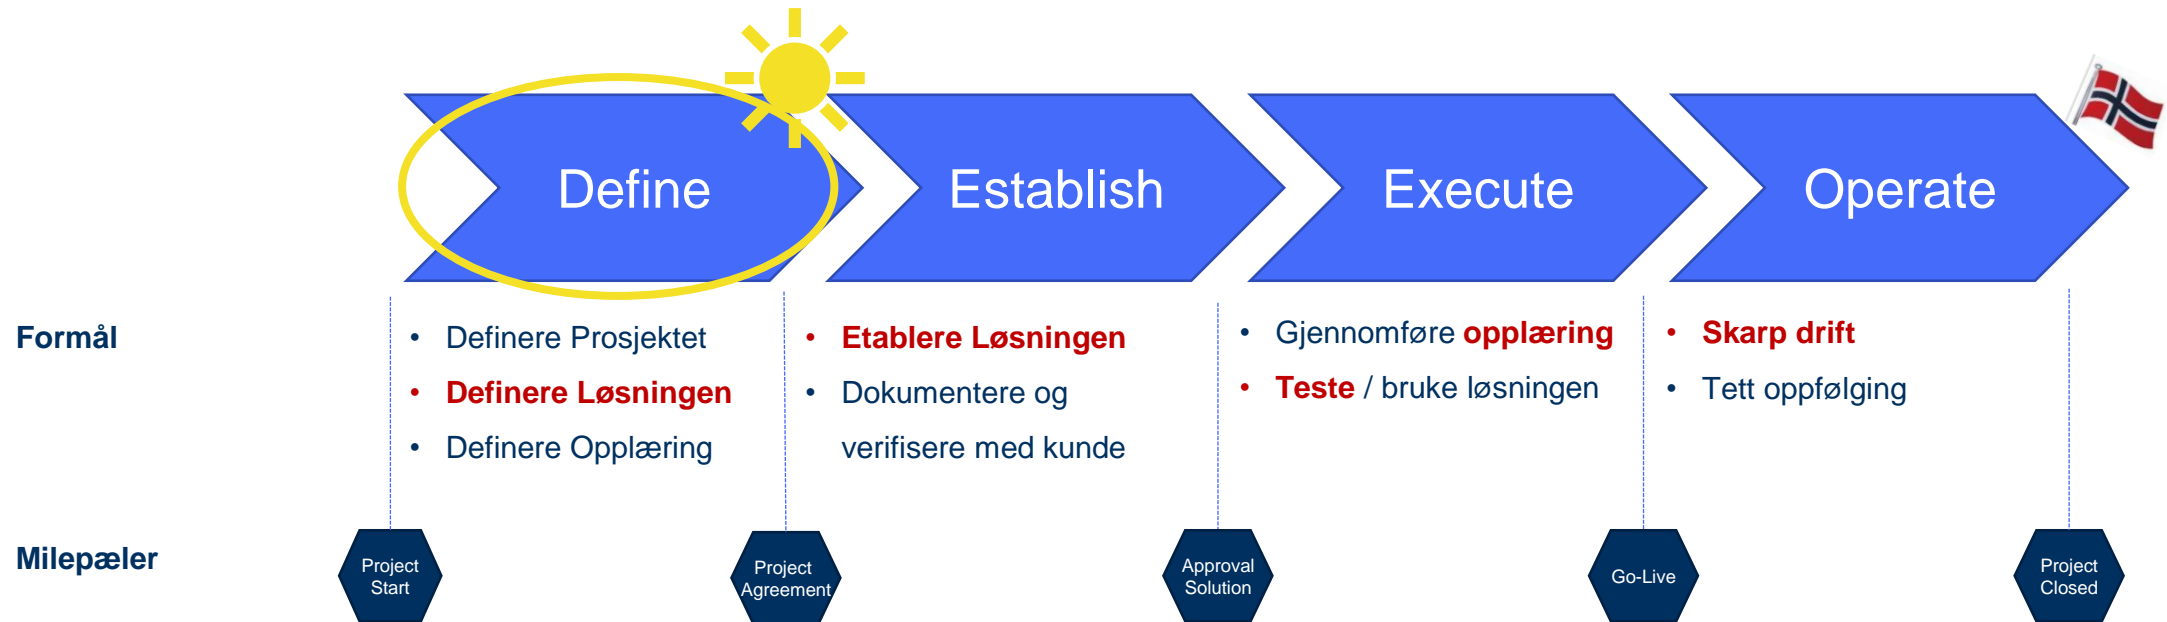 Define
Establish
Execute
Operate
Formål
• Definere Prosjektet
• Definere Løsningen
• Definere Opplæring
• Etablere Løsningen
• Dokumentere og
verifisere med kunde
• Gjennomføre opplæring
• Teste / bruke løsningen
• Skarp drift
• Tett oppfølging
Milepæler
Project
Start
Project
Agreement
Approval
Solution
Go-Live
Project
Closed